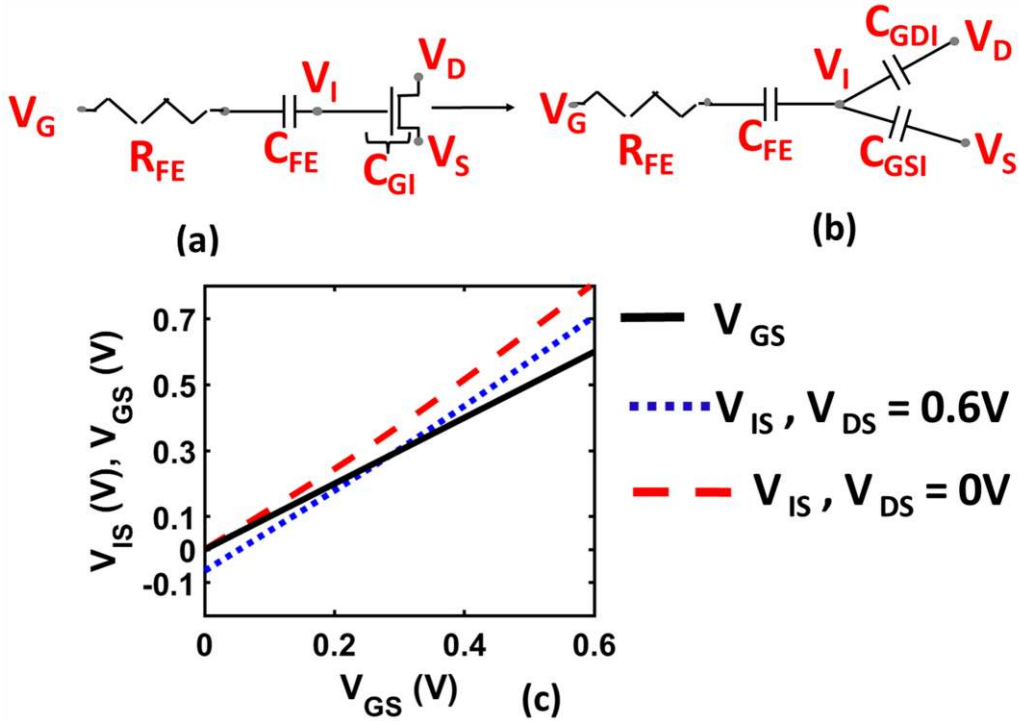 V_G
R_FE
C_FE
V_I
C_GI
V_D
V_S
(a)
V_G
R_FE
C_FE
V_I
C_GDI
V_D
C_GSI
V_S
(b)
V_IS (V), V_GS (V)
0.7
0.5
0.3
0.1
0
-0.1
0
0.2
0.4
0.6
V_GS (V)
(c)
V_GS
V_IS , V_DS = 0.6V
V_IS , V_DS = 0V